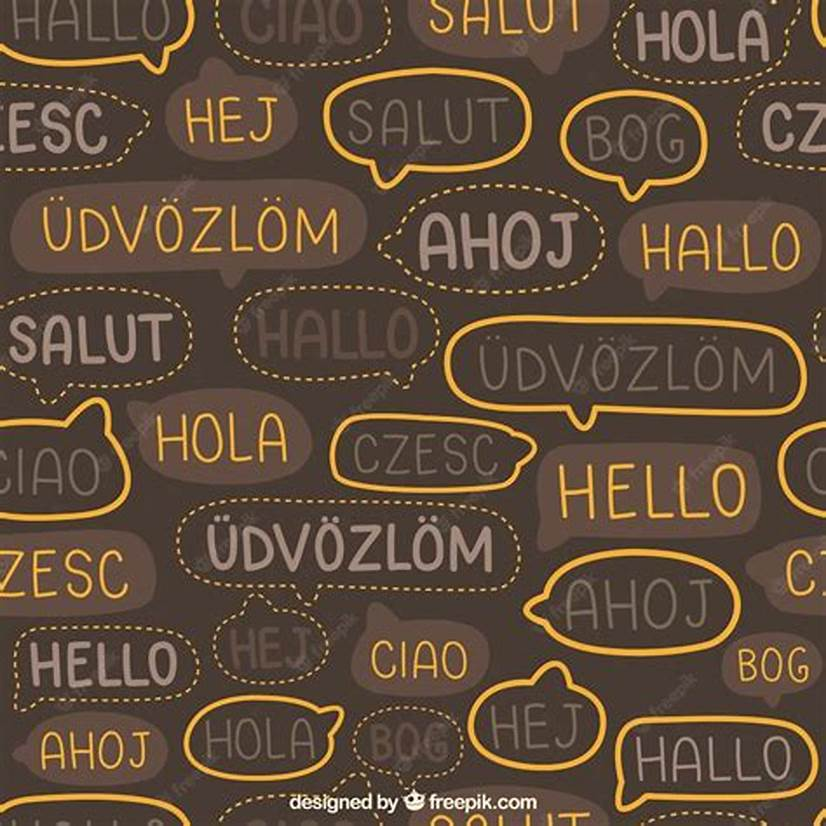 HALLO
CIAO
SALUT
HOLA
HEJ
SALUT
BOG
CZ
ÜDVÖZLÖM
AHOJ
HALLO
SALUT
HALLO
ÜDVÖZLÖM
CIAO
HOLA
CZESC
HELLO
ZESC
ÜDVÖZLÖM
AHOJ
HELLO
HEJ
CIAO
BOG
AHOJ
HOLA
BOG
HEJ
HALLO
designed by freepik.com